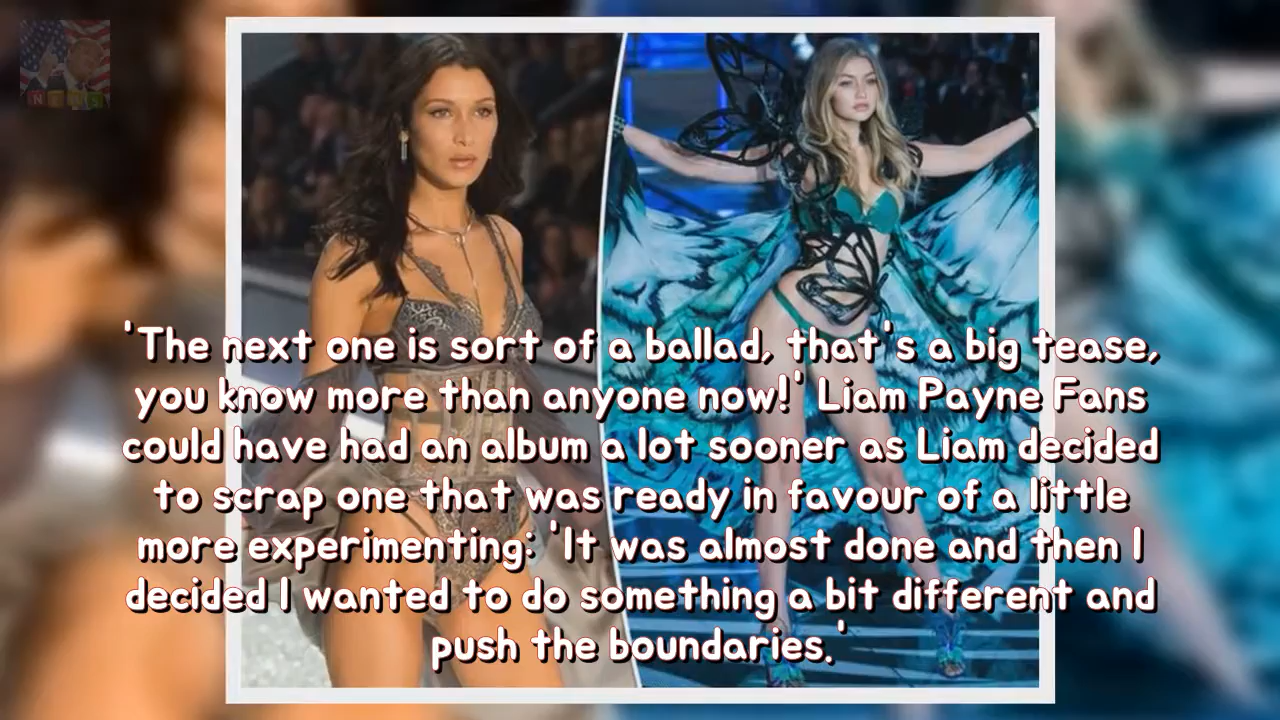 'The next one is sort of a ballad, that's a big tease,
you know more than anyone now!' Liam Payne Fans
could have had an album a lot sooner as Liam decided
to scrap one that was ready in favour of a little
more experimenting: 'It was almost done and then I
decided I wanted to do something a bit different and
push the boundaries.'
NEWS